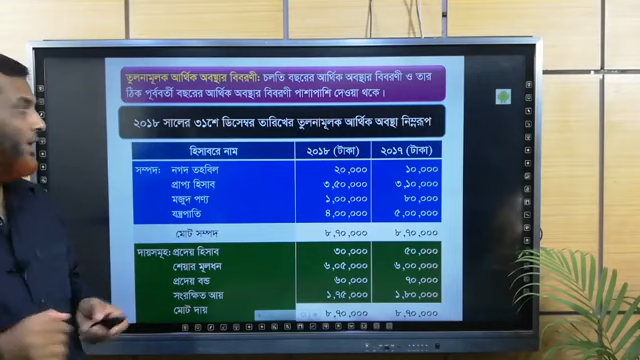 তুলনামূলক আর্থিক অবস্থার বিবরণী: চলতি বছরের আর্থিক অবস্থার বিবরণী ও তার
ঠিক পূর্ববর্তী বছরের আর্থিক অবস্থার বিবরণী পাশাপাশি দেওয়া থাকে।
২০১৮ সালের ৩১শে ডিসেম্বর তারিখের তুলনামূলক আর্থিক অবস্থা নিম্নরূপ
হিসাবরে নাম ২০১৮ (টাকা) ২০১৭ (টাকা)
সম্পদ: নগদ তহবিল ২০,০০০ ১০,০০০
প্রাপ্য হিসাব ৩,৫০,০০০ ৩,১০,০০০
মজুদ পণ্য ১,০০,০০০ ৮০,০০০
যন্ত্রপাতি ৪,০০,০০০ ৫,০০,০০০
মোট সম্পদ ৮,৭০,০০০ ৮,৭০,০০০
দায়সমূহ: প্রদেয় হিসাব ৩০,০০০ ৫০,০০০
শেয়ার মূলধন ৬,০৫,০০০ ৬,০০,০০০
প্রদেয় বন্ড ৬০,০০০ ৭০,০০০
সংরক্ষিত আয় ১,৭৫,০০০ ১,৮০,০০০
মোট দায় ৮,৭০,০০০ ৮,৭০,০০০